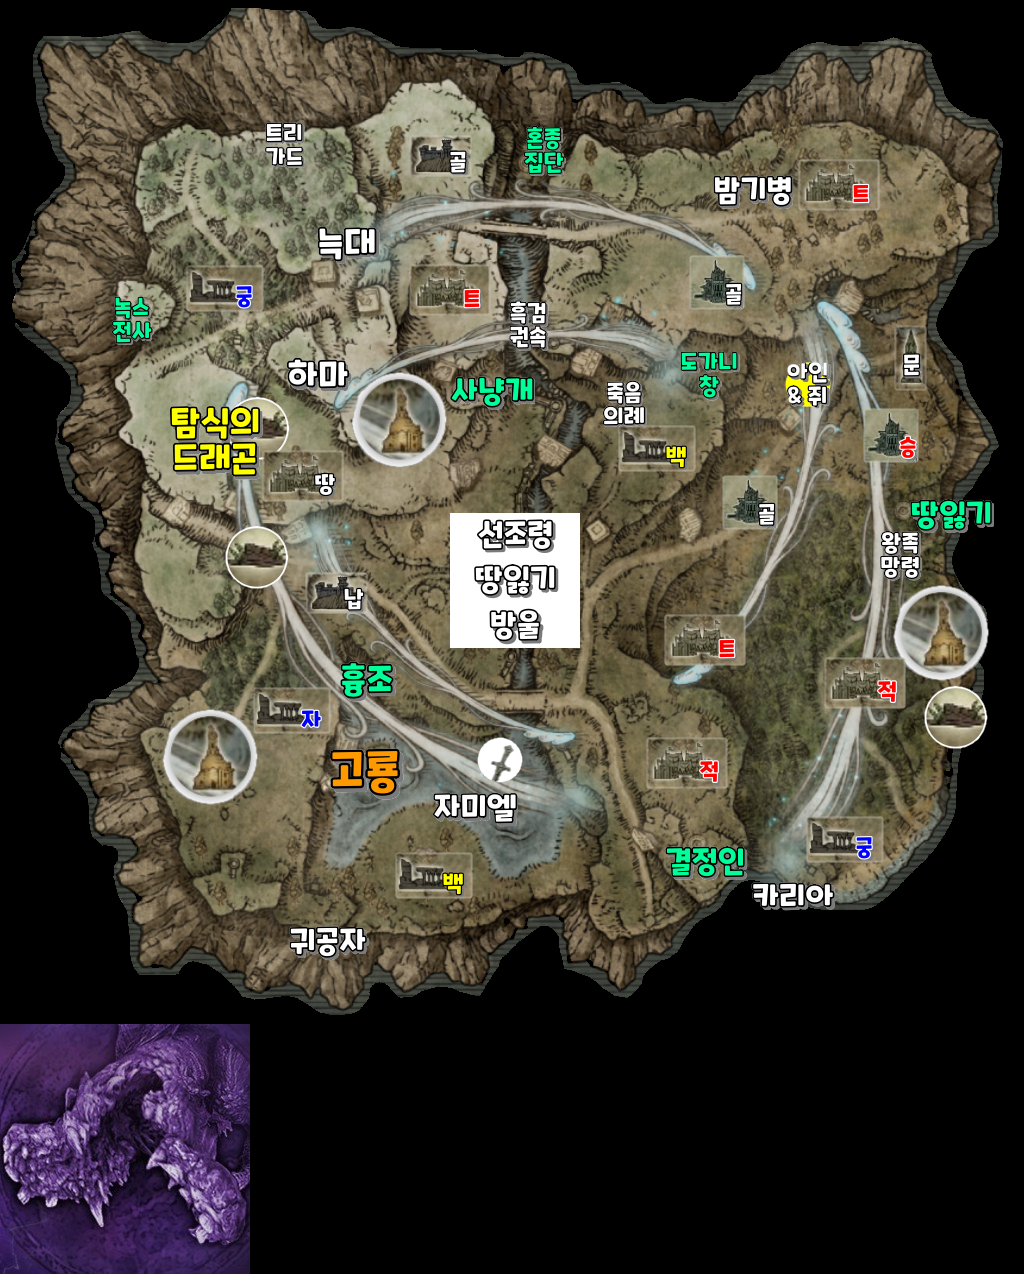 트리
가드
골
혼종
집단
밤기병
트
늑대
궁
트
골
녹스
전사
흑검
권속
하마
사냥개
도가니
창
아인
& 쥐
문
죽음
의례
탐식의
드래곤
백
승
땅
골
땅잃기
선조령
땅잃기
방울
왕족
망령
납
트
흉조
적
자
고룡
적
자미엘
궁
결정인
백
카리아
귀공자